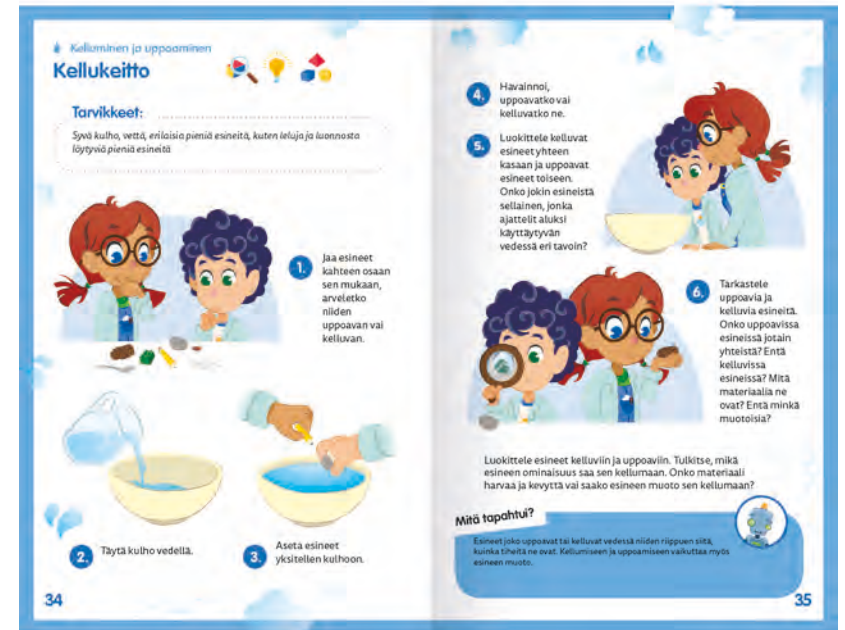 Kelluminen ja uppoaminen
Kellukeitto
Tarvikkeet:
Syvä kulho, vettä, erilaisia pieniä esineitä, kuten leluja ja luonnosta
löytyviä pieniä esineitä
1.
Jaa esineet
kahteen osaan
sen mukaan,
arveletko
niiden
uppoavan vai
kelluvan.
2.
Täytä kulho vedellä.
3.
Aseta esineet
yksitellen kulhoon.
34
4.
Havainnoi,
uppoavatko vai
kelluvatko ne.
5.
Luokittele kelluvat
esineet yhteen
kasaan ja uppoavat
esineet toiseen.
Onko jokin esineistä
sellainen, jonka
ajattelit aluksi
käyttäytyvän
vedessä eri tavoin?
6.
Tarkastele
uppoavia ja
kelluvia esineitä.
Onko uppoavissa
esineissä jotain
yhteistä? Entä
kelluvissa
esineissä? Mitä
materiaalia ne
ovat? Entä minkä
muotoisia?
Luokittele esineet kelluviin ja uppoaviin. Tulkitse, mikä
esineen ominaisuus saa sen kellumaan. Onko materiaali
harvaa ja kevyttä vai saako esineen muoto sen kellumaan?
Mitä tapahtui?
Esineet joko uppoavat tai kelluvat vedessä niiden riippuen siitä,
kuinka tiheitä ne ovat. Kellumiseen ja uppoamiseen vaikuttaa myös
esineen muoto.
35